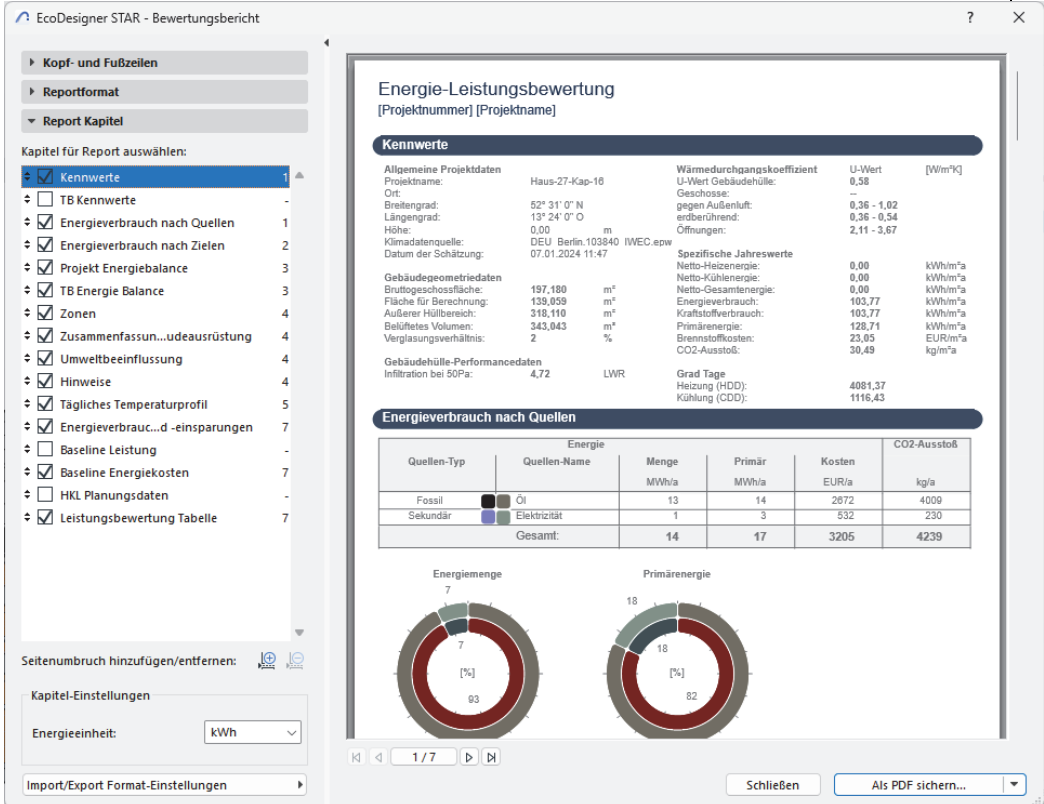 EcoDesigner STAR - Bewertungsbericht
?
Kopf- und Fußzeilen
Reportformat
Report Kapitel
Kapitel für Report auswählen:
Kennwerte 1
TB Kennwerte -
Energieverbrauch nach Quellen 1
Energieverbrauch nach Zielen 2
Projekt Energiebalance 3
TB Energie Balance 3
Zonen 4
Zusammenfassun...udeausrüstung 4
Umweltbeeinflussung 4
Hinweise 4
Tägliches Temperaturprofil 5
Energieverbrauc...d -einsparungen 7
Baseline Leistung -
Baseline Energiekosten 7
HKL Planungsdaten -
Leistungsbewertung Tabelle 7
Seitenumbruch hinzufügen/entfernen:
Kapitel-Einstellungen
Energieeinheit: kWh
Import/Export Format-Einstellungen
Energie-Leistungsbewertung
[Projektnummer] [Projektname]
Kennwerte
Allgemeine Projektdaten
Projektname: Haus-27-Kap-16
Ort:
Breitengrad: 52° 31' 0" N
Längengrad: 13° 24' 0" O
Höhe: 0,00 m
Klimadatenquelle: DEU_Berlin.103840_IWEC.epw
Datum der Schätzung: 07.01.2024 11:47
Gebäudegeometriedaten
Bruttogeschossfläche: 197,180 m²
Fläche für Berechnung: 139,059 m²
Äußerer Hüllbereich: 318,110 m²
Belüftetes Volumen: 343,043 m³
Verglasungsverhältnis: 2 %
Gebäudehülle-Performancedaten
Infiltration bei 50Pa: 4,72 LWR
Wärmedurchgangskoeffizient U-Wert [W/m²K]
U-Wert Gebäudehülle: 0,58
Geschosse: --
gegen Außenluft: 0,36 - 1,02
erdberührend: 0,36 - 0,54
Öffnungen: 2,11 - 3,67
Spezifische Jahreswerte
Netto-Heizenergie: 0,00 kWh/m²a
Netto-Kühlenergie: 0,00 kWh/m²a
Netto-Gesamtenergie: 0,00 kWh/m²a
Energieverbrauch: 103,77 kWh/m²a
Kraftstoffverbrauch: 103,77 kWh/m²a
Primärenergie: 128,71 kWh/m²a
Brennstoffkosten: 23,05 EUR/m²a
CO2-Ausstoß: 30,49 kg/m²a
Grad Tage
Heizung (HDD): 4081,37
Kühlung (CDD): 1116,43
Energieverbrauch nach Quellen
Energie CO2-Ausstoß
Quellen-Typ Quellen-Name Menge Primär Kosten
MWh/a MWh/a EUR/a kg/a
Fossil Öl 13 14 2672 4009
Sekundär Elektrizität 1 3 532 230
Gesamt: 14 17 3205 4239
Energiemenge
7
7
[%]
93
Primärenergie
18
18
[%]
82
1 / 7
Schließen
Als PDF sichern...